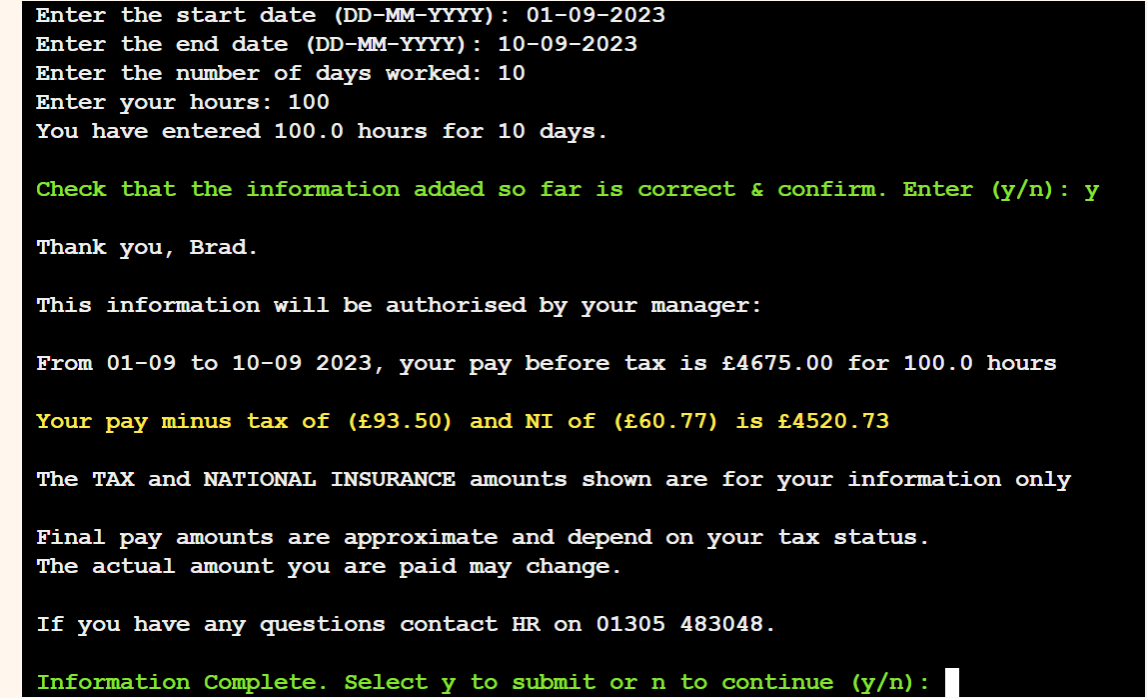 Enter the start date (DD-MM-YYYY): 01-09-2023
Enter the end date (DD-MM-YYYY): 10-09-2023
Enter the number of days worked: 10
Enter your hours: 100
You have entered 100.0 hours for 10 days.
Check that the information added so far is correct & confirm. Enter (y/n): y
Thank you, Brad.
This information will be authorised by your manager:
From 01-09 to 10-09 2023, your pay before tax is £4675.00 for 100.0 hours
Your pay minus tax of (£93.50) and NI of (£60.77) is £4520.73
The TAX and NATIONAL INSURANCE amounts shown are for your information only
Final pay amounts are approximate and depend on your tax status.
The actual amount you are paid may change.
If you have any questions contact HR on 01305 483048.
Information Complete. Select y to submit or n to continue (y/n):